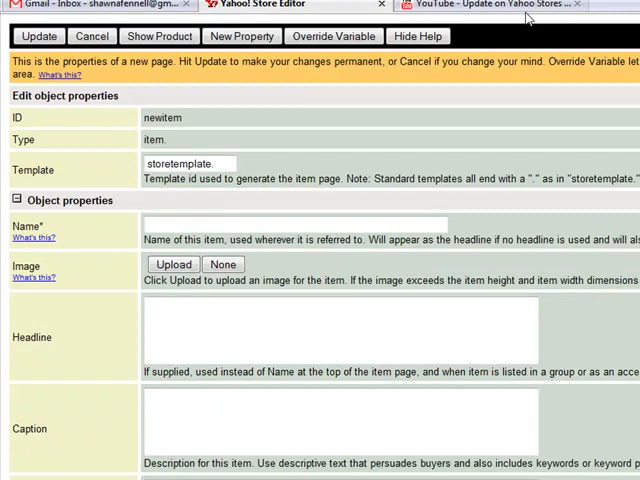 Gmail - Inbox - shawnafennell@gm... Yahoo! Store Editor YouTube - Update on Yahoo Stores ...
Update Cancel Show Product New Property Override Variable Hide Help
This is the properties of a new page. Hit Update to make your changes permanent, or Cancel if you change your mind. Override Variable let
area. What's this?
Edit object properties
ID newitem
Type item.
Template storetemplate.
Template id used to generate the item page. Note: Standard templates all end with a "." as in "storetemplate."
Object properties
Name*
What's this?
Name of this item, used wherever it is referred to. Will appear as the headline if no headline is used and will als
Image Upload None
What's this?
Click Upload to upload an image for the item. If the image exceeds the item height and item width dimensions
Headline
If supplied, used instead of Name at the top of the item page, and when item is listed in a group or as an acce
Caption
Description for this item. Use descriptive text that persuades buyers and also includes keywords or keyword p